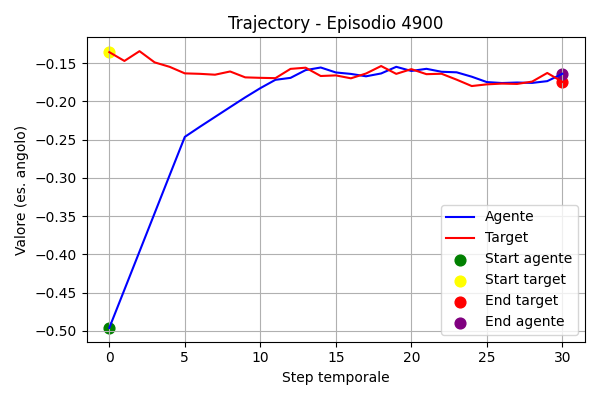 Trajectory - Episodio 4900
Valore (es. angolo)
−0.15
−0.20
−0.25
−0.30
−0.35
−0.40
−0.45
−0.50
Agente
Target
Start agente
Start target
End target
End agente
0 5 10 15 20 25 30
Step temporale